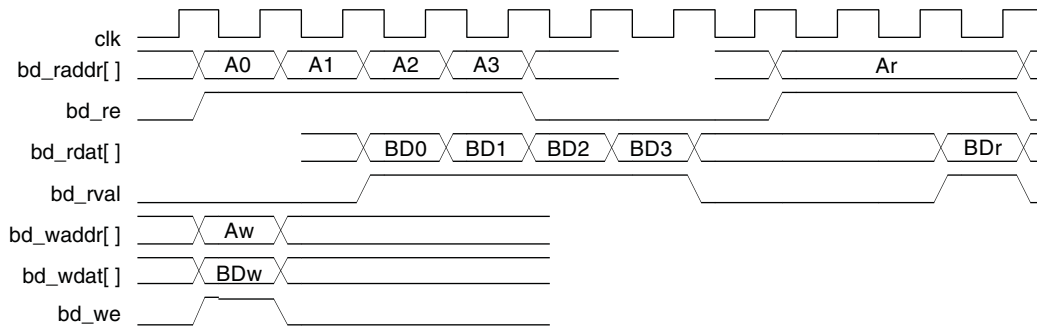 clk
bd_raddr[ ] A0 A1 A2 A3 Ar
bd_re
bd_rdat[ ] BD0 BD1 BD2 BD3 BDr
bd_rval
bd_waddr[ ] Aw
bd_wdat[ ] BDw
bd_we